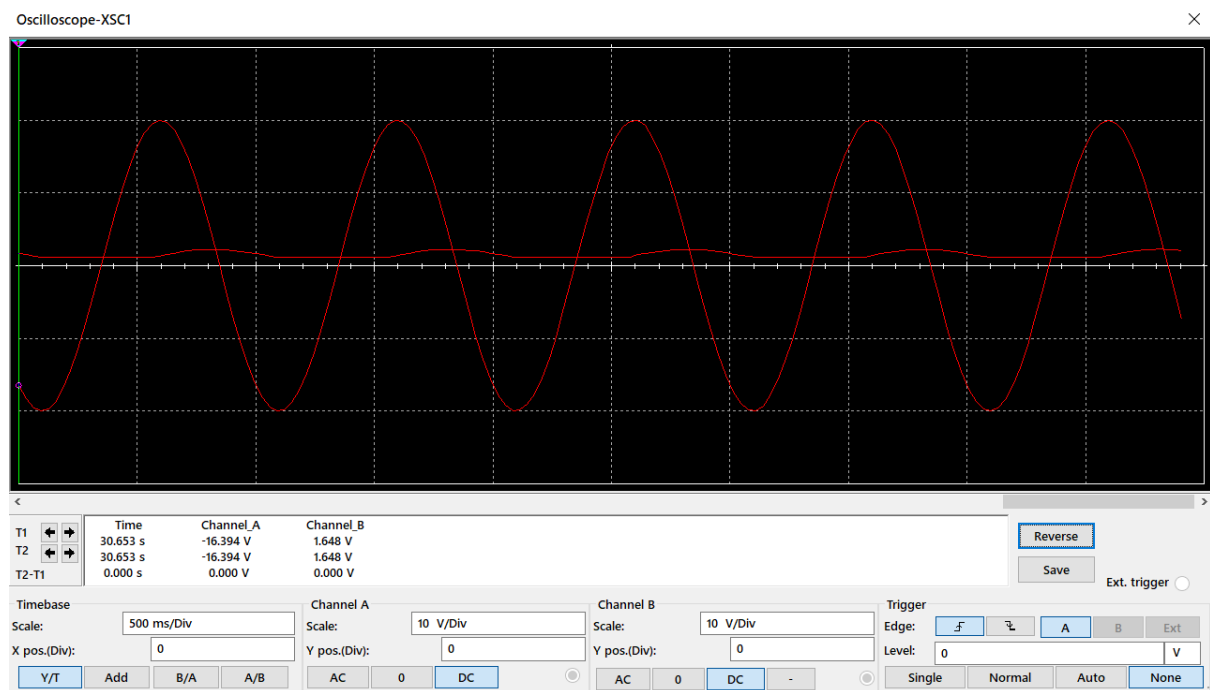 Oscilloscope-XSC1
Time Channel_A Channel_B
T1 30.653 s -16.394 V 1.648 V
T2 30.653 s -16.394 V 1.648 V
T2-T1 0.000 s 0.000 V 0.000 V
Reverse
Save
Ext. trigger
Timebase
Scale: 500 ms/Div
X pos.(Div): 0
Y/T Add B/A A/B
Channel A
Scale: 10 V/Div
Y pos.(Div): 0
AC 0 DC
Channel B
Scale: 10 V/Div
Y pos.(Div): 0
AC 0 DC -
Trigger
Edge: A B Ext
Level: 0 V
Single Normal Auto None